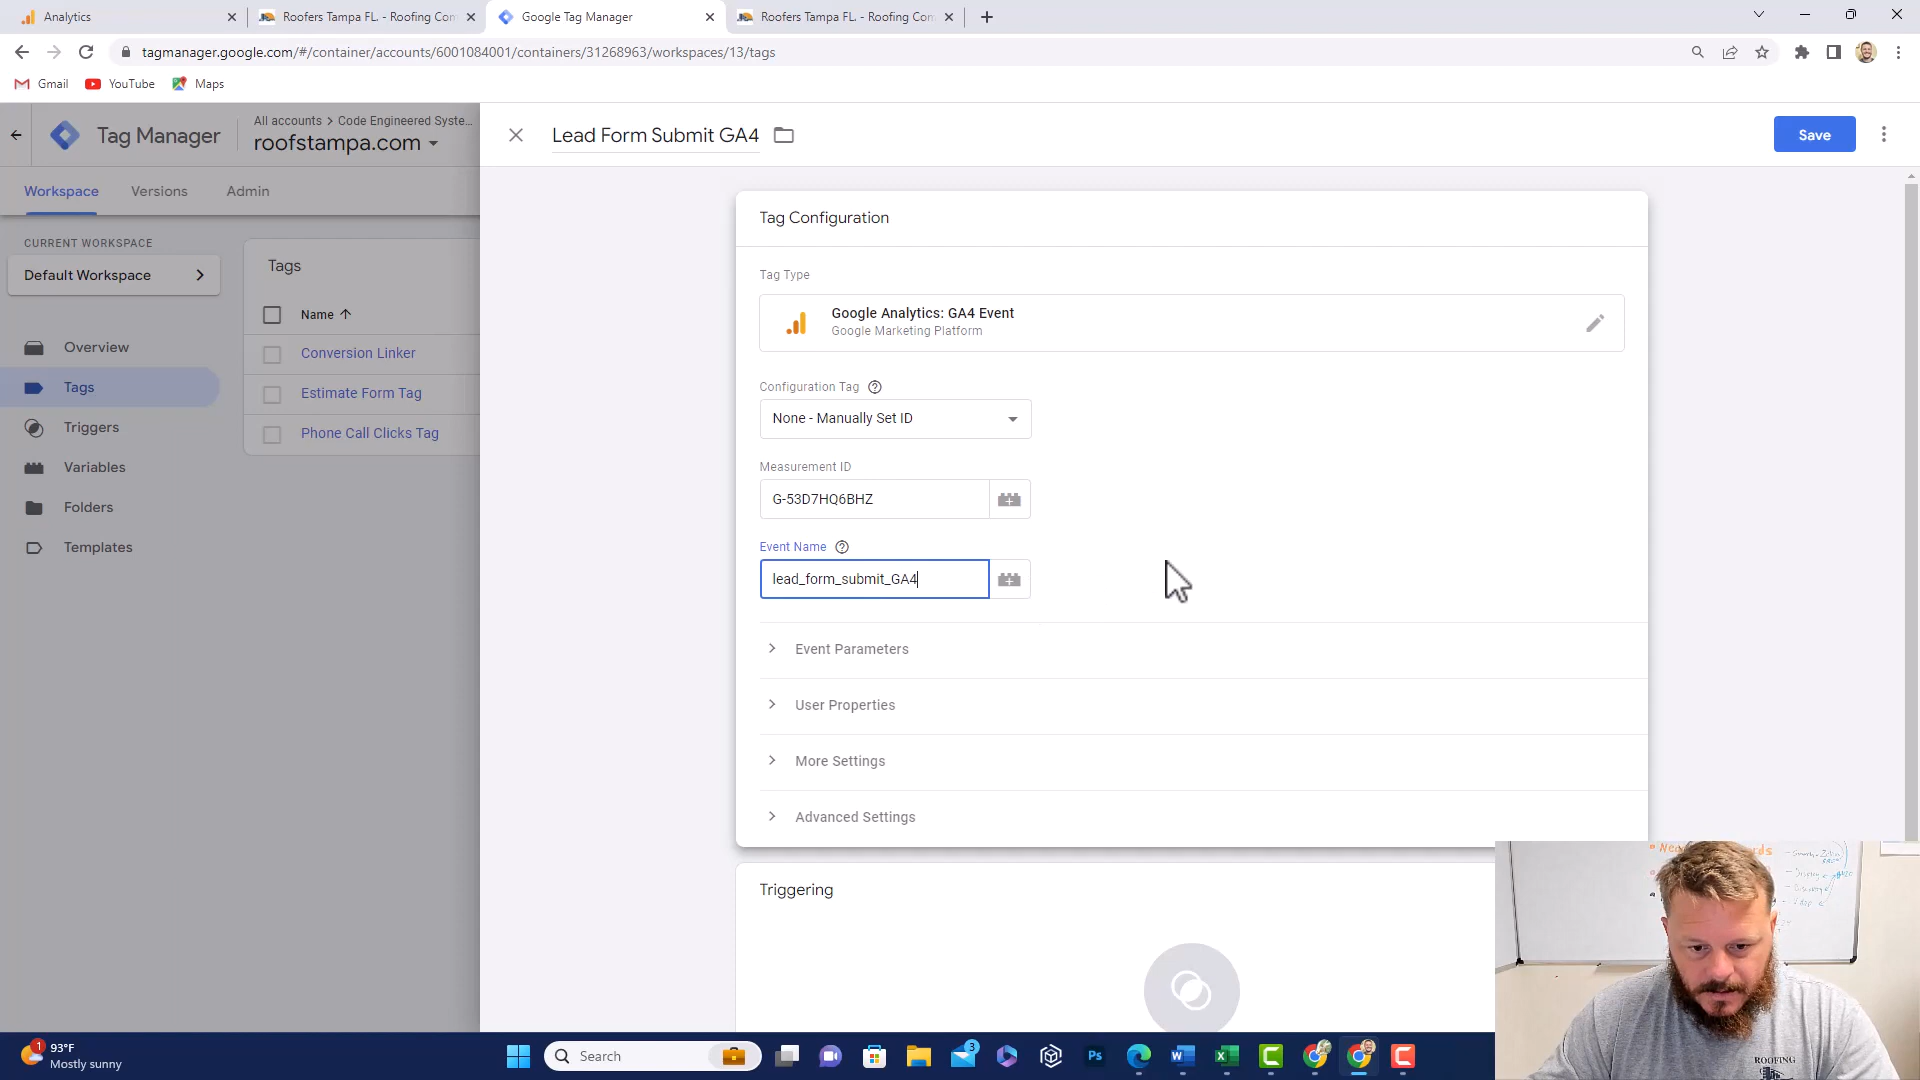 Analytics
Roofers Tampa FL. - Roofing Con
Google Tag Manager
Roofers Tampa FL. - Roofing Con
tagmanager.google.com/#/container/accounts/6001084001/containers/31268963/workspaces/13/tags
Gmail
YouTube
Maps
Tag Manager
All accounts > Code Engineered Syste...
roofstampa.com
Lead Form Submit GA4
Save
Workspace
Versions
Admin
CURRENT WORKSPACE
Default Workspace
Overview
Tags
Triggers
Variables
Folders
Templates
Tags
Name
Conversion Linker
Estimate Form Tag
Phone Call Clicks Tag
Tag Configuration
Tag Type
Google Analytics: GA4 Event
Google Marketing Platform
Configuration Tag
None - Manually Set ID
Measurement ID
G-53D7HQ6BHZ
Event Name
lead_form_submit_GA4
Event Parameters
User Properties
More Settings
Advanced Settings
Triggering
ROOFING
1
93°F
Mostly sunny
Search
3
Ps